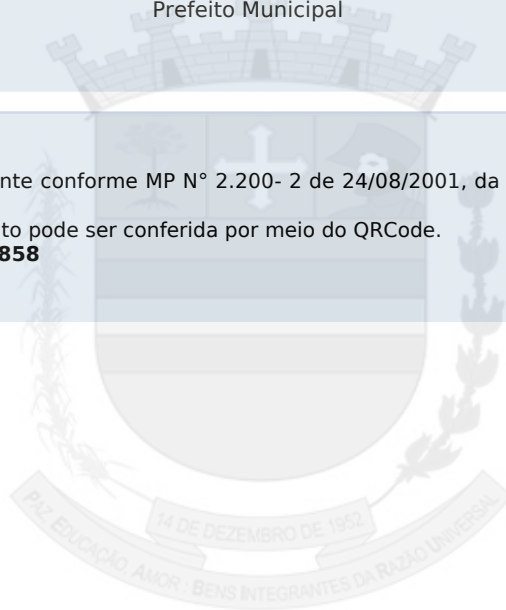 Prefeito Municipal
nte conforme MP N° 2.200- 2 de 24/08/2001, da
to pode ser conferida por meio do QRCode.
858
14 DE DEZEMBRO DE 1952
PAZ, EDUCAÇÃO, AMOR : BENS INTEGRANTES DA RAZÃO UNIVERSAL